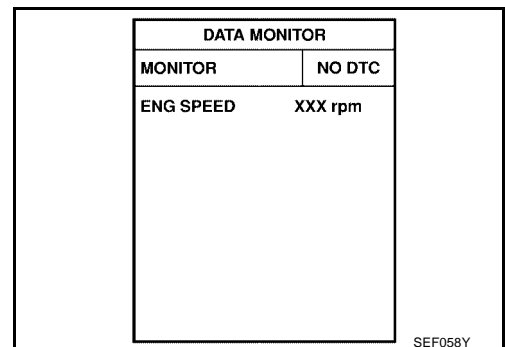 DATA MONITOR
MONITOR NO DTC
ENG SPEED XXX rpm
SEF058Y